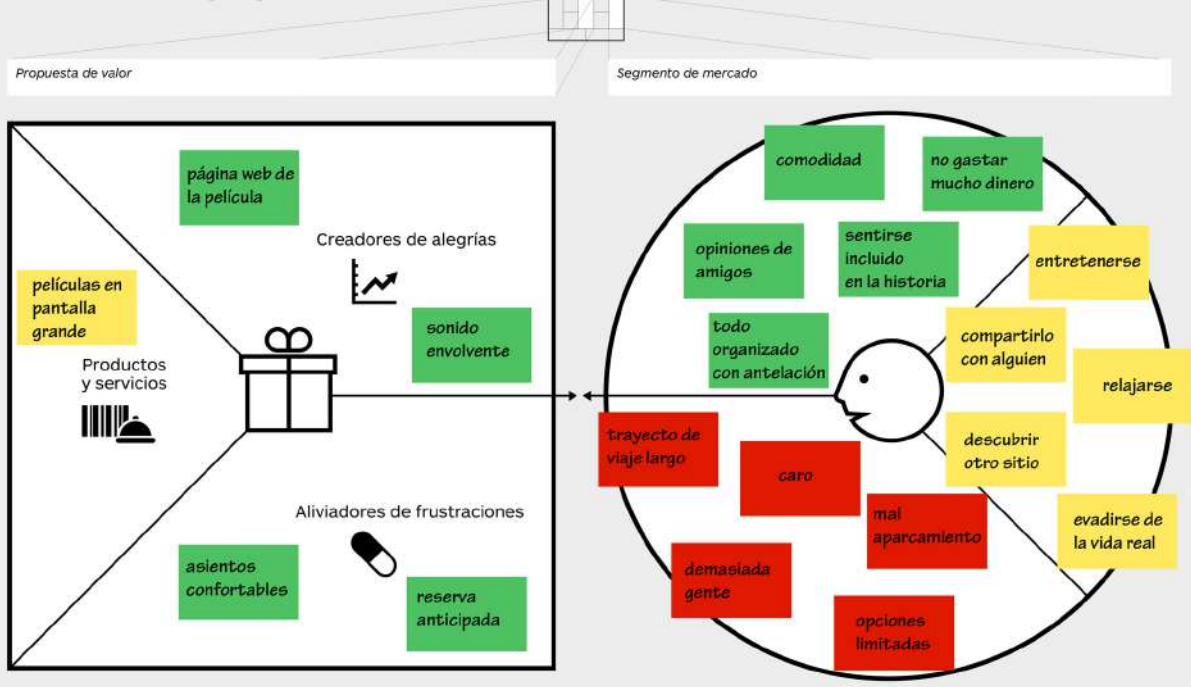 Propuesta de valor
Segmento de mercado
página web de
la película
Creadores de alegrías
películas en
pantalla
grande
sonido
envolvente
Productos
y servicios
Aliviadores de frustraciones
asientos
confortables
reserva
anticipada
comodidad
no gastar
mucho dinero
opiniones de
amigos
sentirse
incluido
en la historia
entretenerse
todo
organizado
con antelación
compartirlo
con alguien
relajarse
trayecto de
viaje largo
caro
descubrir
otro sitio
mal
aparcamiento
evadirse de
la vida real
demasiada
gente
opciones
limitadas